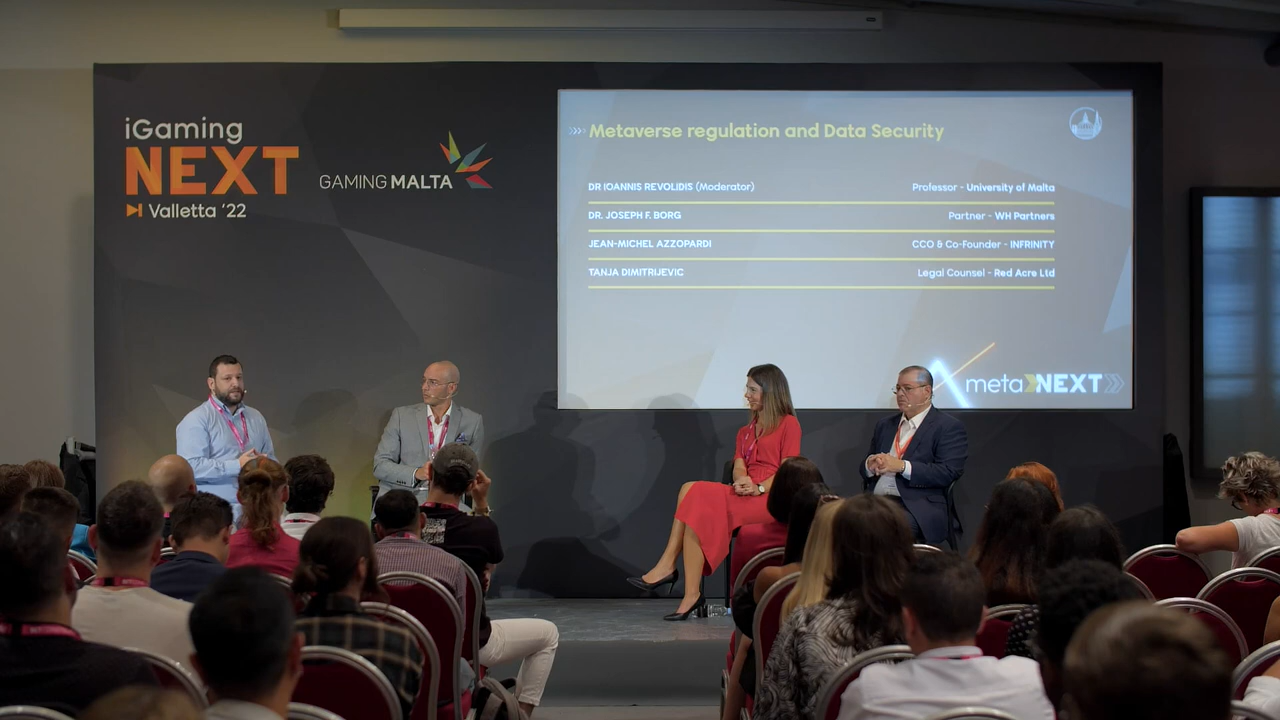 iGaming
NEXT
Valletta '22
GAMING MALTA
Metaverse regulation and Data Security
DR IOANNIS REVOLIDIS (Moderator) Professor - University of Malta
DR. JOSEPH F. BORG Partner - WH Partners
JEAN-MICHEL AZZOPARDI CCO & Co-Founder - INFRINITY
TANJA DIMITRIJEVIC Legal Counsel - Red Acre Ltd
meta NEXT